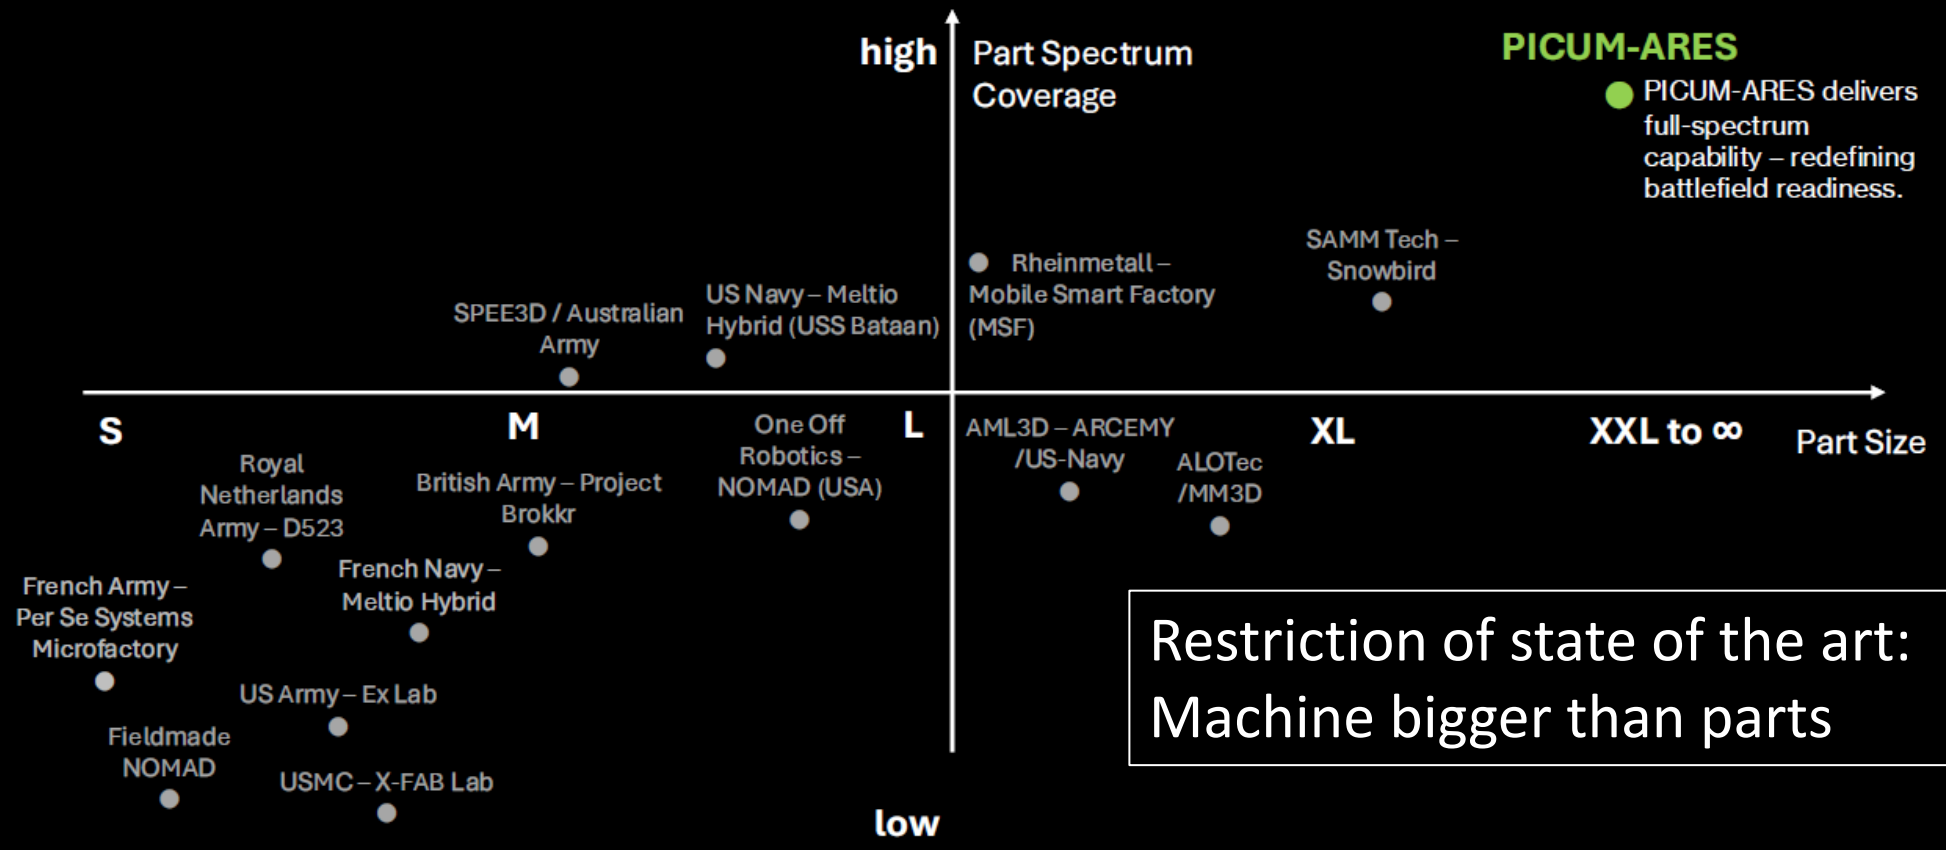 high
Part Spectrum
Coverage
PICUM-ARES
PICUM-ARES delivers
full-spectrum
capability – redefining
battlefield readiness.
SAMM Tech –
Snowbird
Rheinmetall –
Mobile Smart Factory
(MSF)
US Navy – Meltio
Hybrid (USS Bataan)
SPEE3D / Australian
Army
S
M
L
XL
XXL to ∞
Part Size
One Off
Robotics –
NOMAD (USA)
AML3D – ARCEMY
/US-Navy
ALOTec
/MM3D
Royal
Netherlands
Army – D523
British Army – Project
Brokkr
French Navy –
Meltio Hybrid
French Army –
Per Se Systems
Microfactory
US Army – Ex Lab
Fieldmade
NOMAD
USMC – X-FAB Lab
Restriction of state of the art:
Machine bigger than parts
low